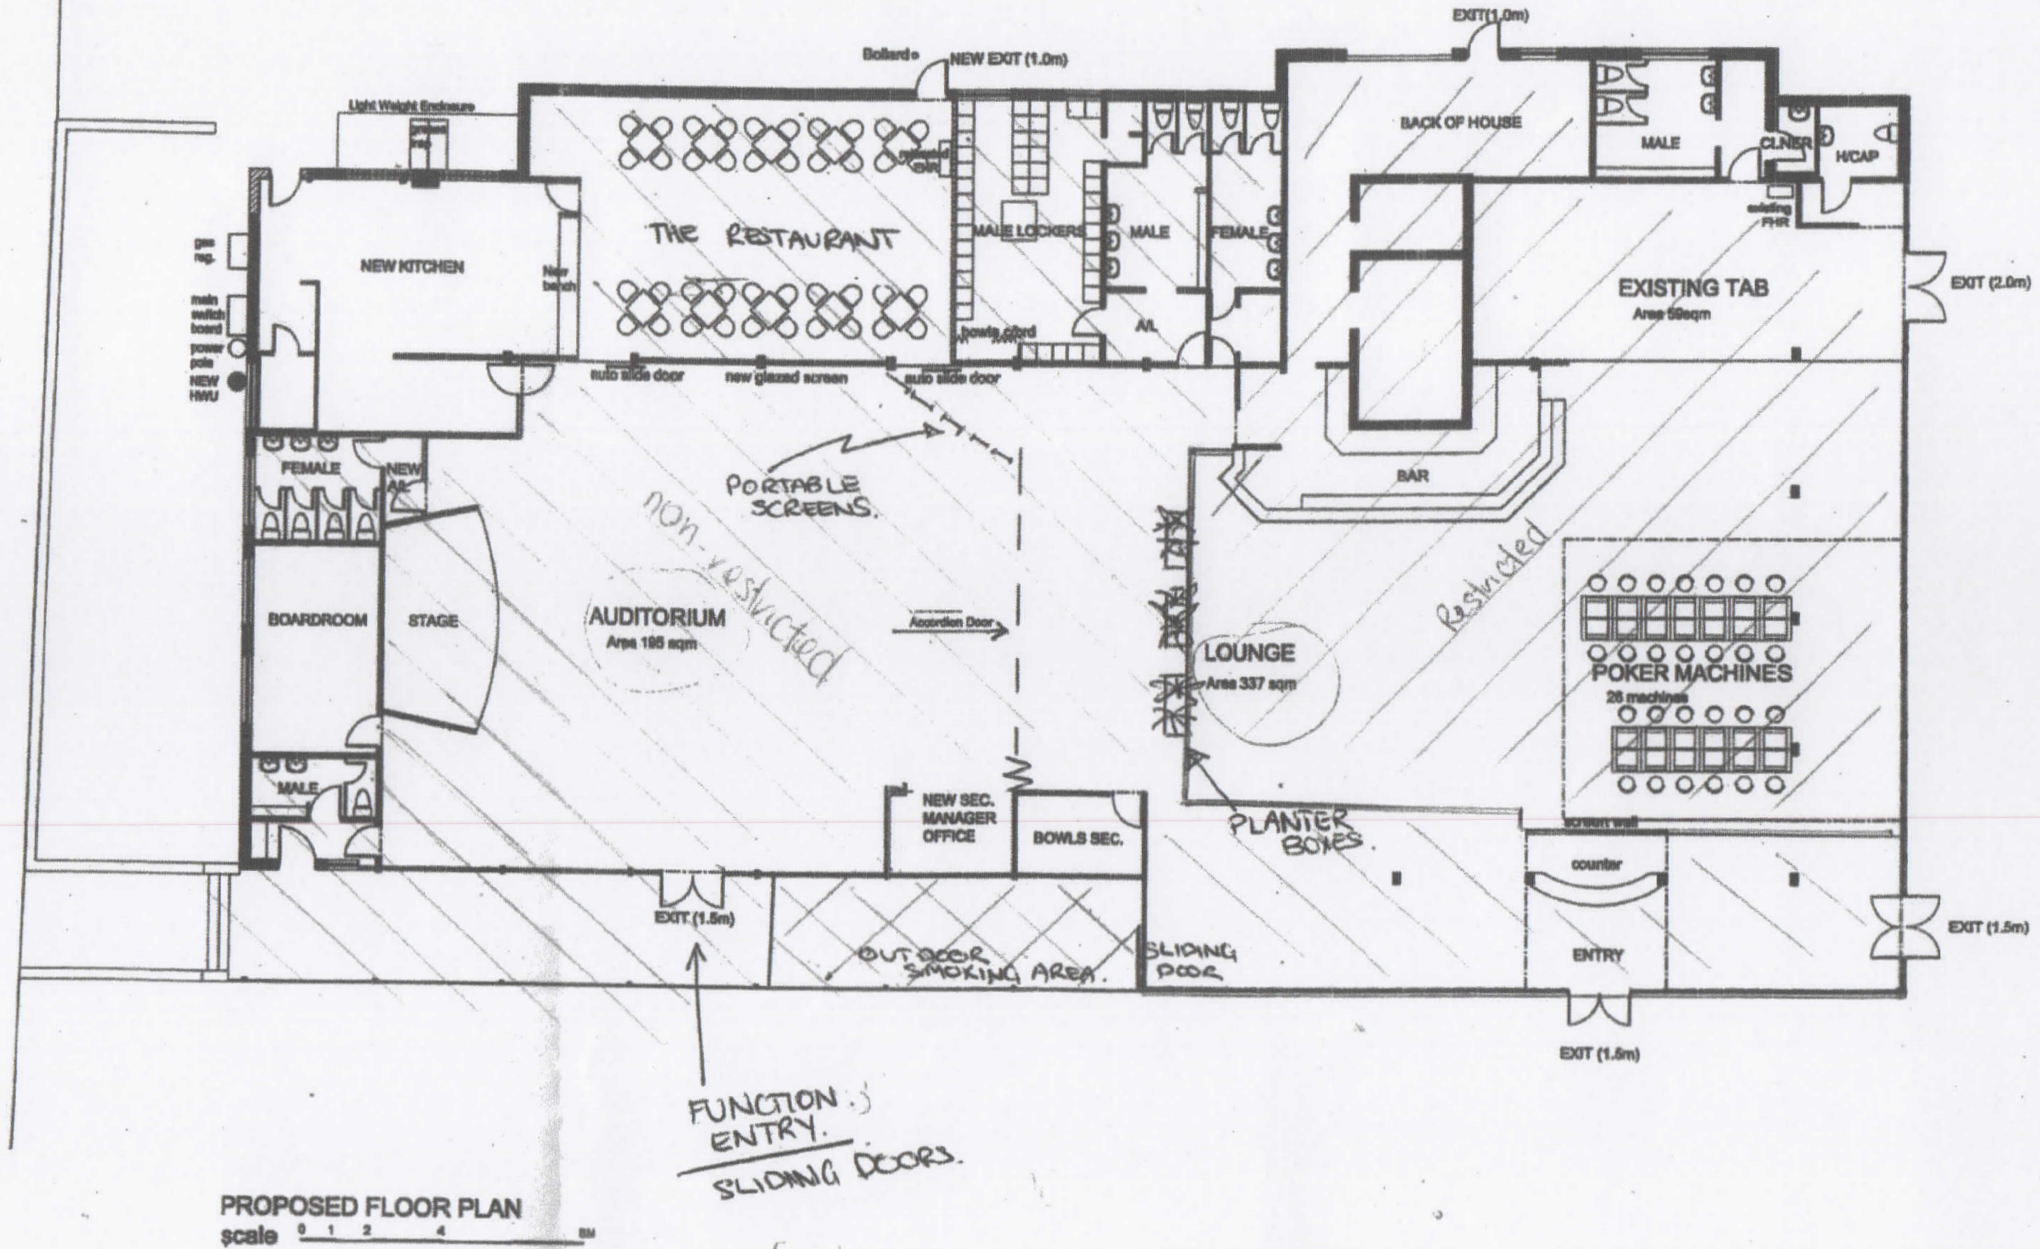 EXIT(1.0m)
Bollard
NEW EXIT (1.0m)
Light Weight Enclosure
grease
trap
BACK OF HOUSE
MALE
CLNER
H/CAP
existing
FHR
THE RESTAURANT
MALE LOCKERS
MALE
FEMALE
gas
reg.
NEW KITCHEN
New
bench
EXISTING TAB
Area 59sqm
EXIT (2.0m)
main
switch
board
power
pole
NEW
HWU
A/L
auto slide door
new glazed screen
auto slide door
FEMALE
NEW
A/L
PORTABLE
SCREENS.
BAR
non-restricted
Restricted
BOARDROOM
STAGE
AUDITORIUM
Area 195 sqm
Accordion Door
LOUNGE
Area 337 sqm
POKER MACHINES
26 machines
MALE
NEW SEC.
MANAGER
OFFICE
BOWLS SEC.
PLANTER
BOXES.
screen wall
counter
EXIT (1.5m)
OUTDOOR
SMOKING AREA.
SLIDING
DOOR
ENTRY
EXIT (1.5m)
EXIT (1.5m)
FUNCTION
ENTRY.
SLIDING DOORS.
PROPOSED FLOOR PLAN
scale 0 1 2 4 8M